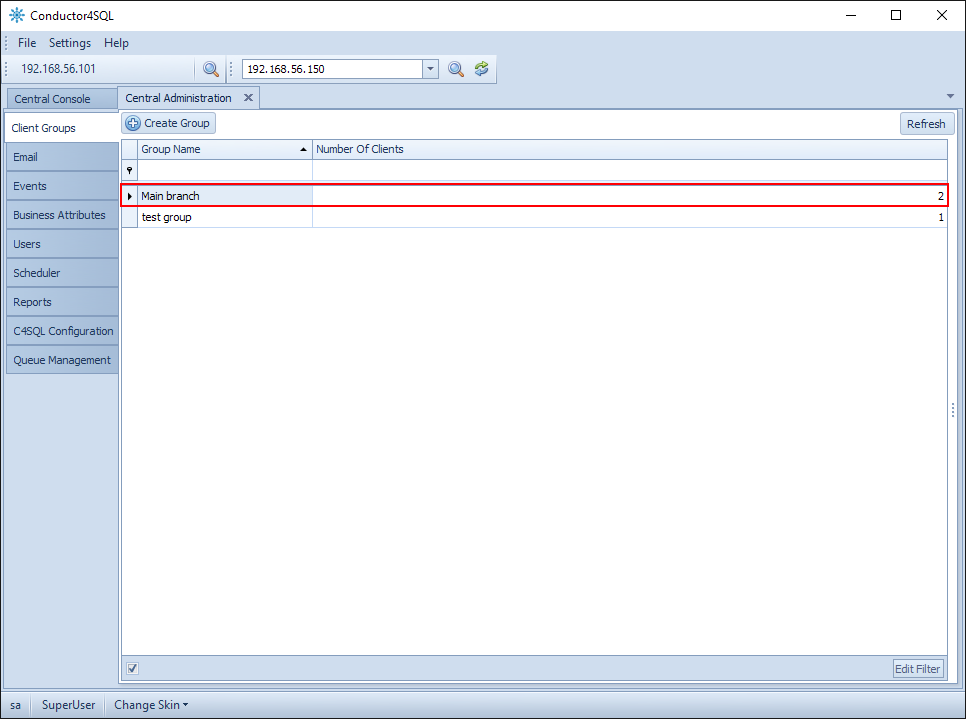 Conductor4SQL
File Settings Help
192.168.56.101 192.168.56.150
Central Console Central Administration
Client Groups
Email
Events
Business Attributes
Users
Scheduler
Reports
C4SQL Configuration
Queue Management
Create Group Refresh
Group Name Number Of Clients
Main branch 2
test group 1
Edit Filter
sa SuperUser Change Skin